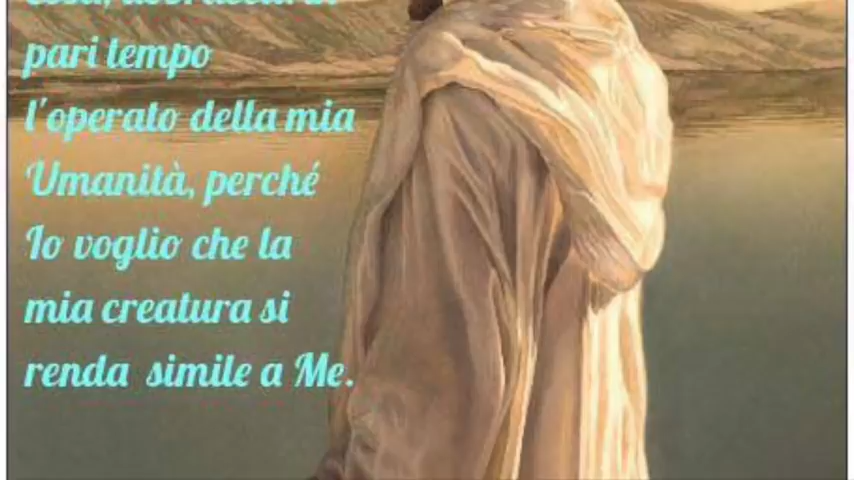 pari tempo
l'operato della mia
Umanità, perché
Io voglio che la
mia creatura si
renda simile a Me.